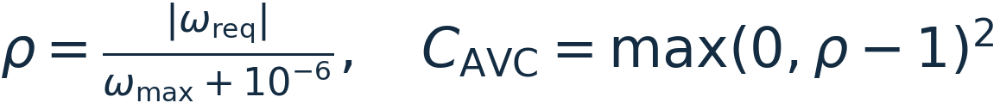 ρ = |ω_req| / (ω_max + 10⁻⁶),  C_AVC = max(0, ρ − 1)²